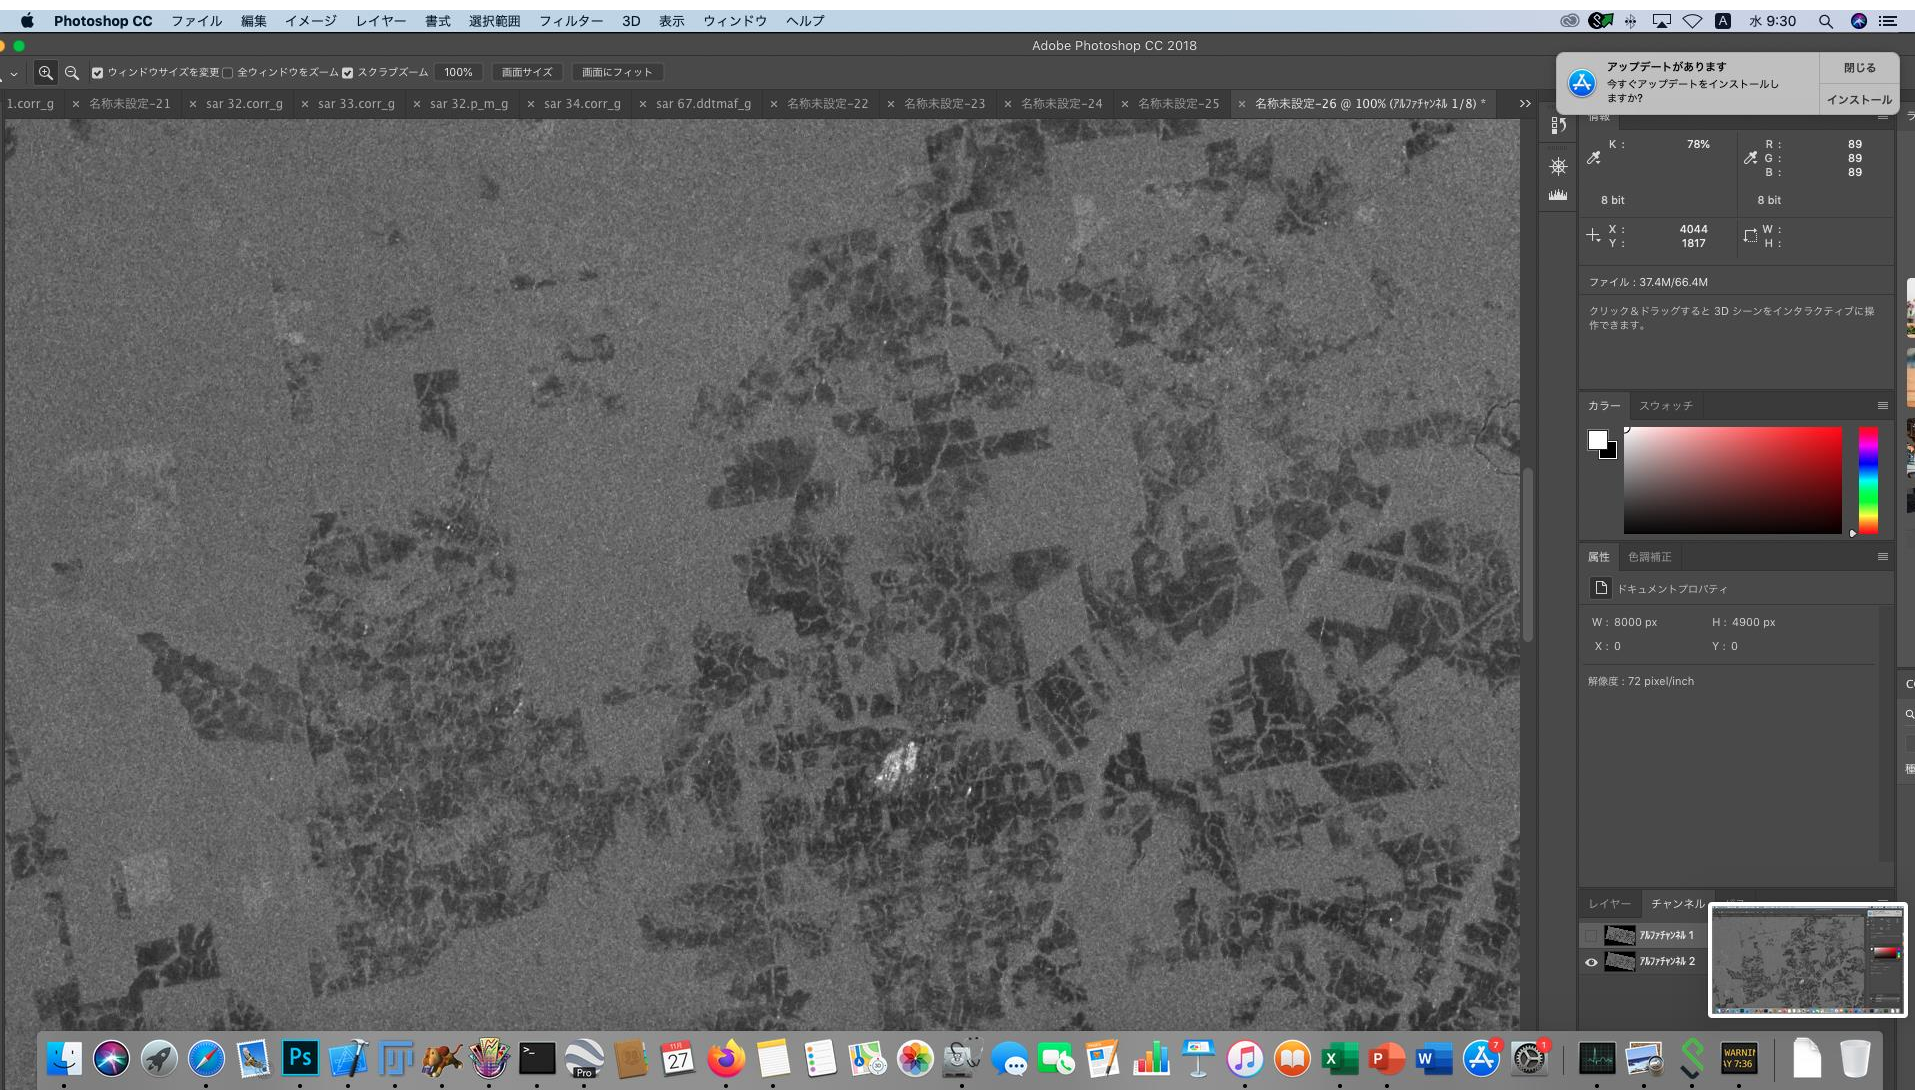 Photoshop CC ファイル 編集 イメージ レイヤー 書式 選択範囲 フィルター 3D 表示 ウィンドウ ヘルプ A 水 9:30
Adobe Photoshop CC 2018
ウィンドウサイズを変更 全ウィンドウをズーム スクラブズーム 100% 画面サイズ 画面にフィット
アップデートがあります
今すぐアップデートをインストールし
ますか?
閉じる
インストール
1.corr_g × 名称未設定-21 × sar 32.corr_g × sar 33.corr_g × sar 32.p_m_g × sar 34.corr_g × sar 67.ddtmaf_g × 名称未設定-22 × 名称未設定-23 × 名称未設定-24 × 名称未設定-25 × 名称未設定-26 @ 100% (ｱﾙﾌｧﾁｬﾝﾈﾙ 1/8) * >>
情報
K : 78% R : 89
G : 89
B : 89
8 bit 8 bit
X : 4044 W :
Y : 1817 H :
ファイル : 37.4M/66.4M
クリック＆ドラッグすると 3D シーンをインタラクティブに操
作できます。
カラー スウォッチ
属性 色調補正
ドキュメントプロパティ
W : 8000 px H : 4900 px
X : 0 Y : 0
解像度 : 72 pixel/inch
レイヤー チャンネル
ｱﾙﾌｧﾁｬﾝﾈﾙ 1
ｱﾙﾌｧﾁｬﾝﾈﾙ 2
Ps Pro 11月 27 X P W 7 1 WARNIN
AY 7:36